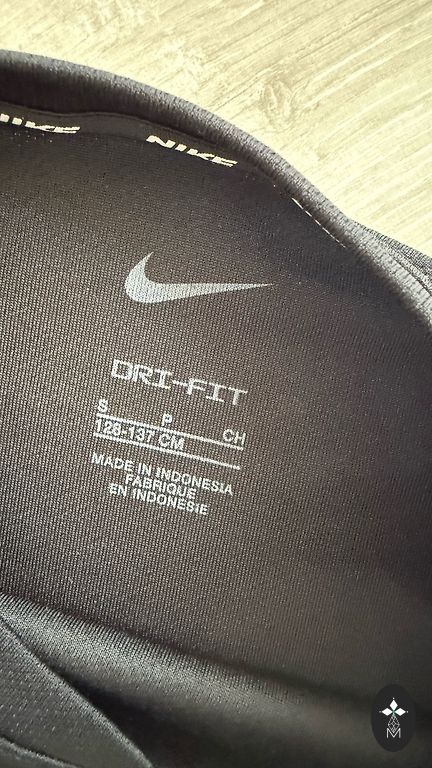 NIKE NIKE
DRI-FIT
S P CH
128-137 CM
MADE IN INDONESIA
FABRIQUE
EN INDONESIE
M